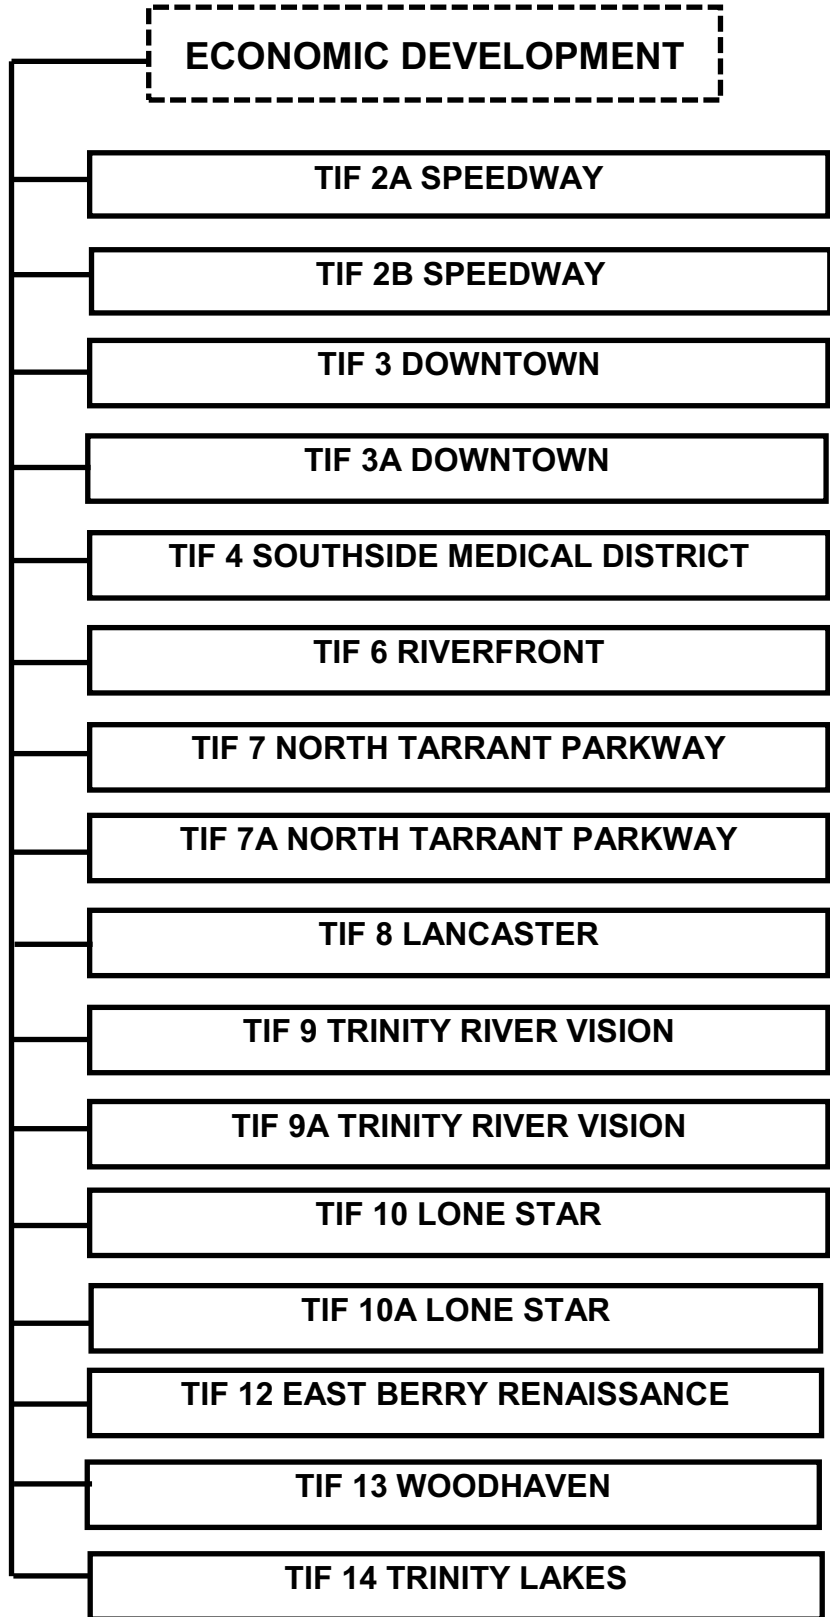 ECONOMIC DEVELOPMENT
TIF 2A SPEEDWAY
TIF 2B SPEEDWAY
TIF 3 DOWNTOWN
TIF 3A DOWNTOWN
TIF 4 SOUTHSIDE MEDICAL DISTRICT
TIF 6 RIVERFRONT
TIF 7 NORTH TARRANT PARKWAY
TIF 7A NORTH TARRANT PARKWAY
TIF 8 LANCASTER
TIF 9 TRINITY RIVER VISION
TIF 9A TRINITY RIVER VISION
TIF 10 LONE STAR
TIF 10A LONE STAR
TIF 12 EAST BERRY RENAISSANCE
TIF 13 WOODHAVEN
TIF 14 TRINITY LAKES